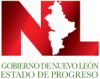 NL
GOBIERNO DE NUEVO LEÓN
ESTADO DE PROGRESO